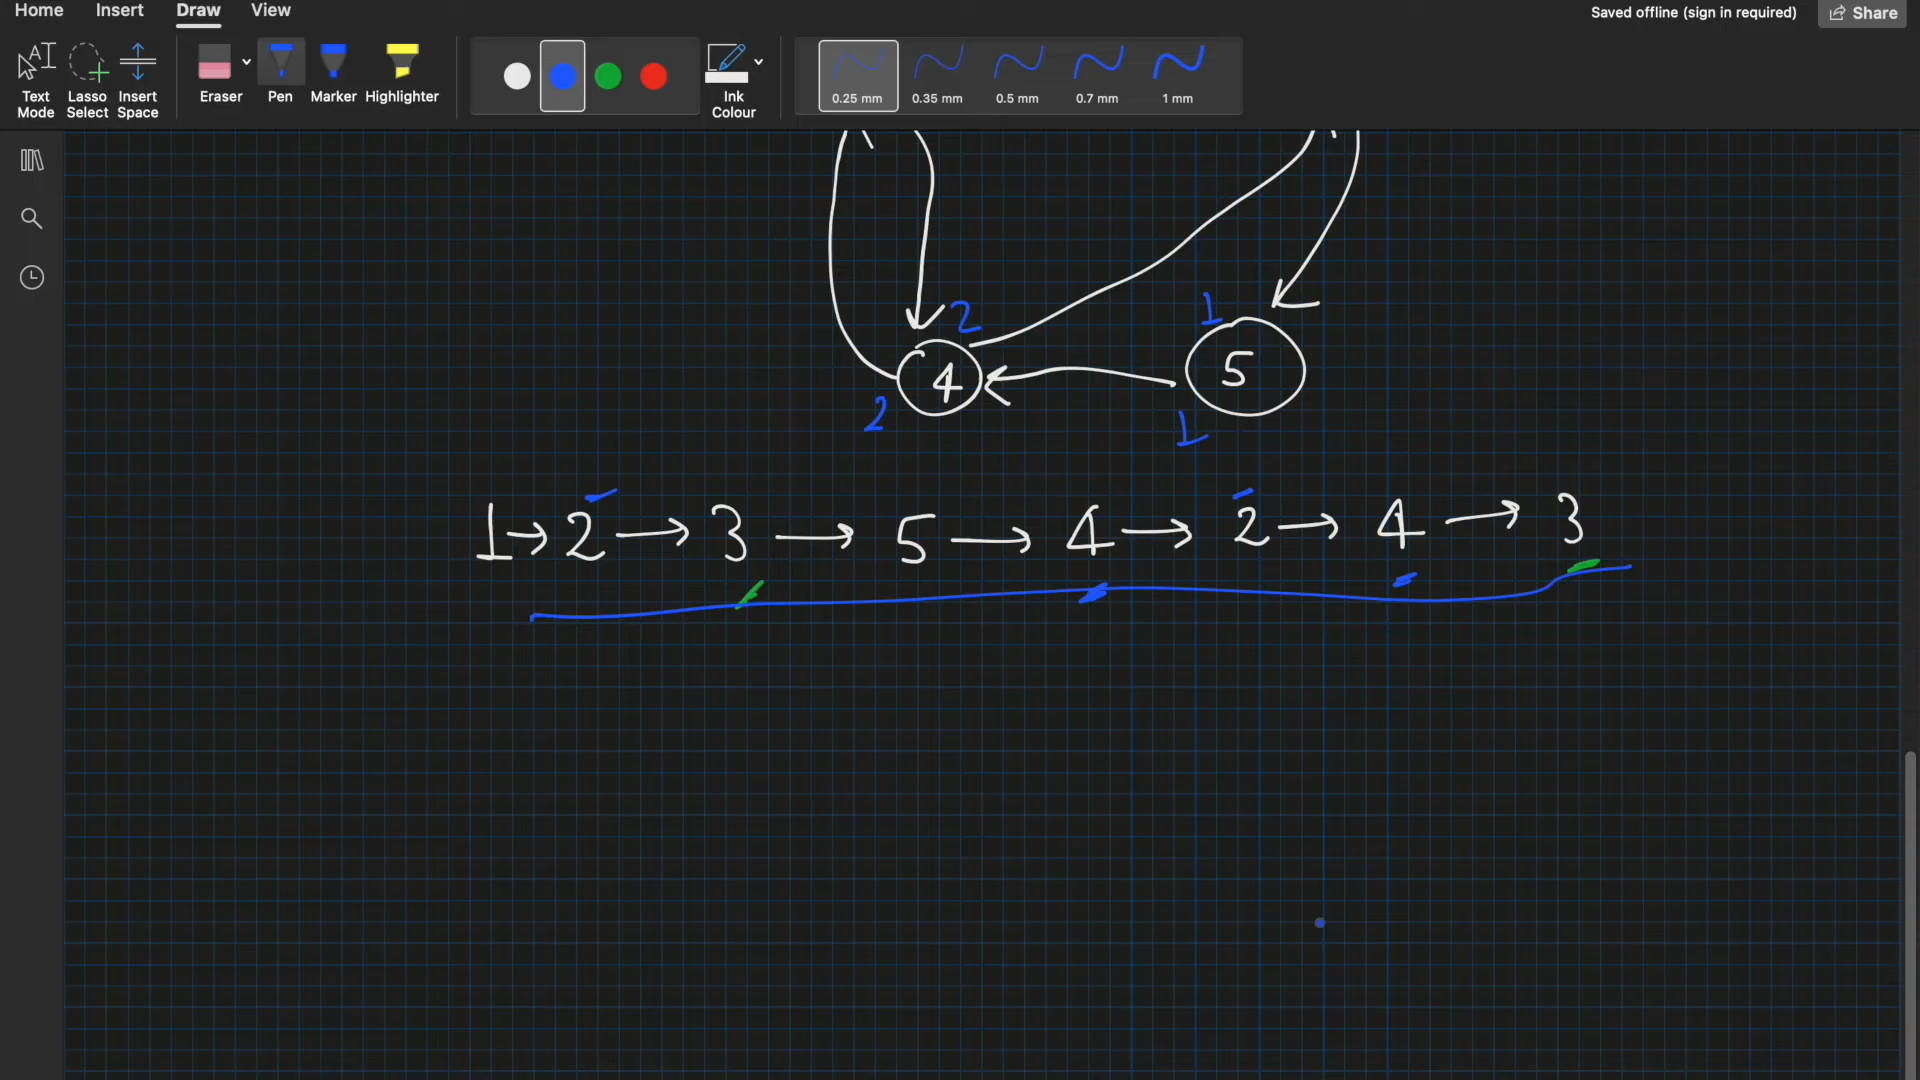 Home Insert Draw View
Saved offline (sign in required) Share
Text Mode
Lasso Select
Insert Space
Eraser
Pen
Marker
Highlighter
Ink Colour
0.25 mm 0.35 mm 0.5 mm 0.7 mm 1 mm
2 1
4 5
2 1
1 → 2 → 3 → 5 → 4 → 2 → 4 → 3